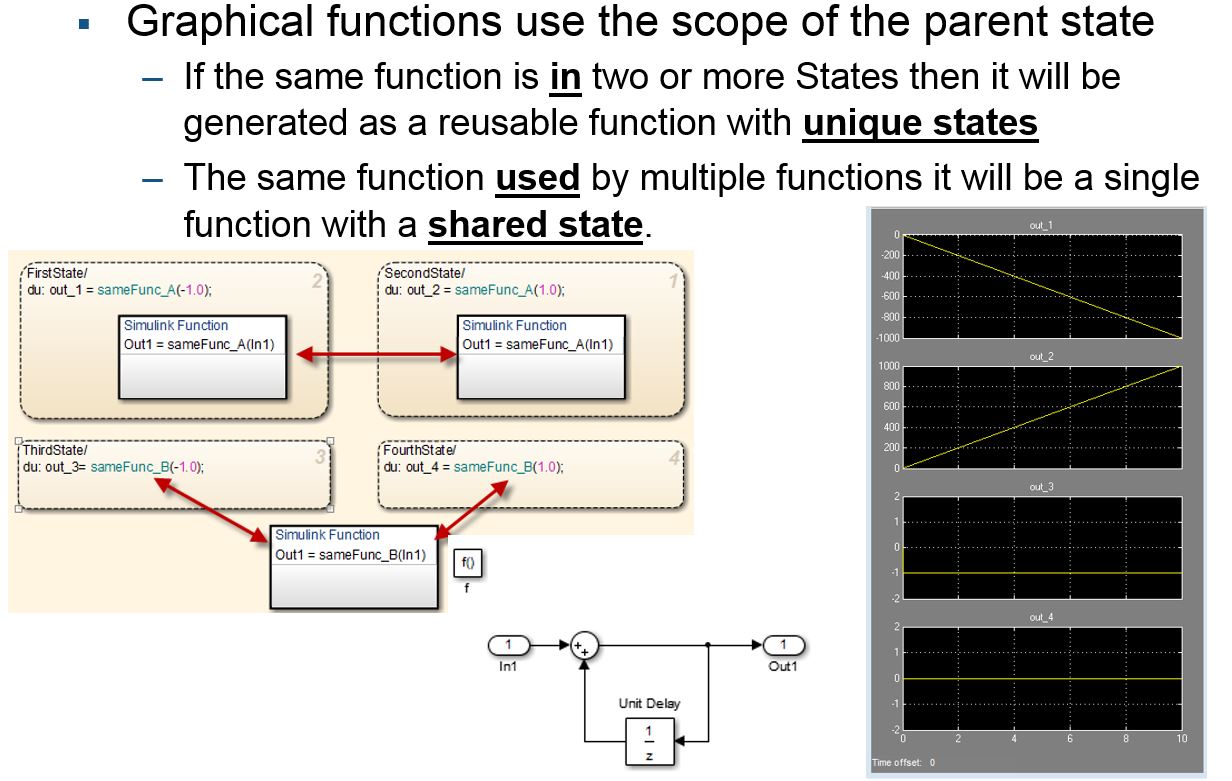 ▪ Graphical functions use the scope of the parent state
– If the same function is in two or more States then it will be
generated as a reusable function with unique states
– The same function used by multiple functions it will be a single
function with a shared state.
FirstState/
du: out_1 = sameFunc_A(-1.0);
2
Simulink Function
Out1 = sameFunc_A(In1)
SecondState/
du: out_2 = sameFunc_A(1.0);
1
Simulink Function
Out1 = sameFunc_A(In1)
ThirdState/
du: out_3= sameFunc_B(-1.0);
3
FourthState/
du: out_4 = sameFunc_B(1.0);
4
Simulink Function
Out1 = sameFunc_B(In1)
f()
f
1
In1
++
1
Out1
Unit Delay
1
z
out_1
0
-200
-400
-600
-800
-1000
out_2
1000
800
600
400
200
0
out_3
2
1
0
-1
-2
out_4
2
1
0
-1
-2
0 2 4 6 8 10
Time offset: 0